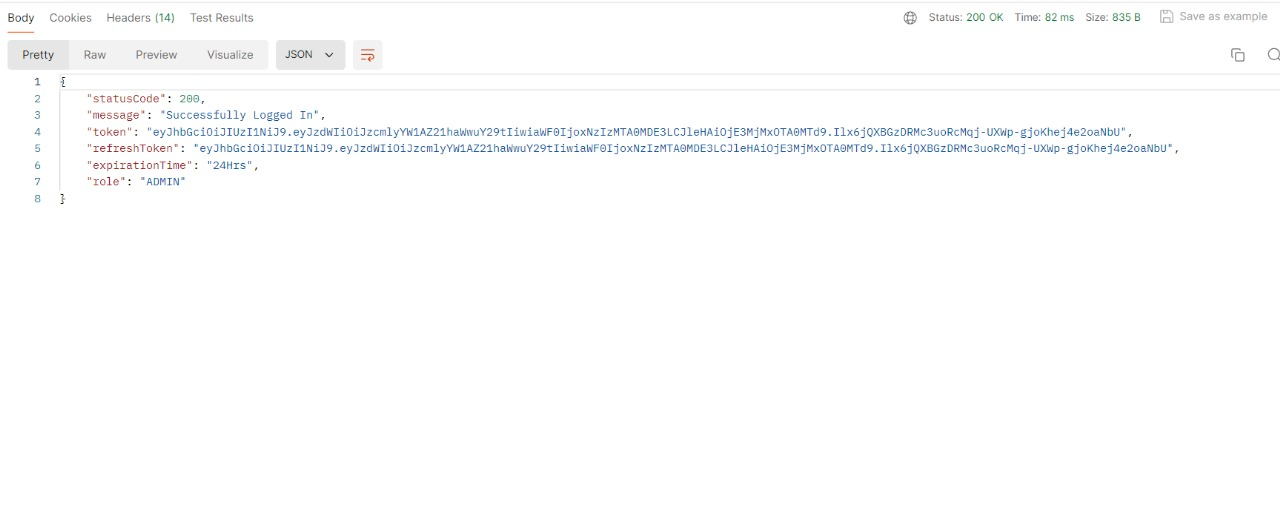 Body Cookies Headers (14) Test Results Status: 200 OK Time: 82 ms Size: 835 B Save as example
Pretty Raw Preview Visualize JSON
1 {
2 "statusCode": 200,
3 "message": "Successfully Logged In",
4 "token": "eyJhbGciOiJIUzI1NiJ9.eyJzdWIiOiJzcmlyYW1AZ21haWwuY29tIiwiaWF0IjoxNzIzMTA0MDE3LCJleHAiOjE3MjMxOTA0MTd9.Ilx6jQXBGzDRMc3uoRcMqj-UXWp-gjoKhej4e2oaNbU",
5 "refreshToken": "eyJhbGciOiJIUzI1NiJ9.eyJzdWIiOiJzcmlyYW1AZ21haWwuY29tIiwiaWF0IjoxNzIzMTA0MDE3LCJleHAiOjE3MjMxOTA0MTd9.Ilx6jQXBGzDRMc3uoRcMqj-UXWp-gjoKhej4e2oaNbU",
6 "expirationTime": "24Hrs",
7 "role": "ADMIN"
8 }